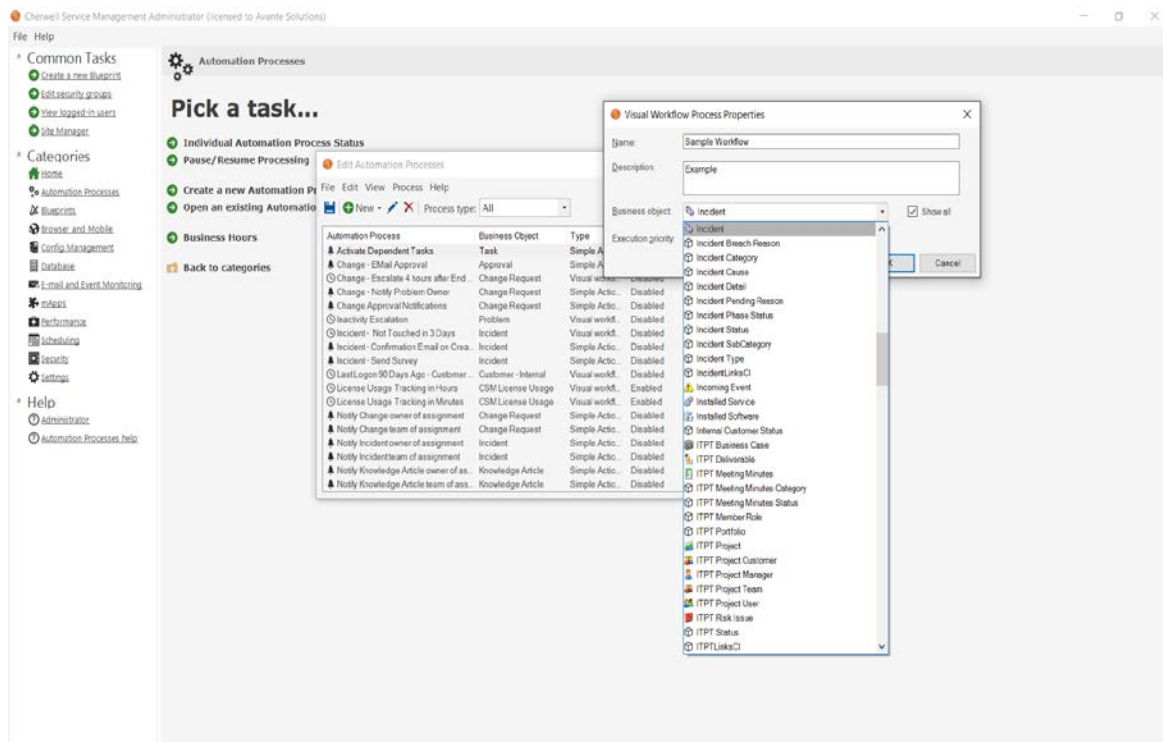 Cherwell Service Management Administrator (licensed to Avante Solutions)
File Help
Common Tasks
Create a new Blueprint
Edit security groups
View logged-in users
Site Manager
Categories
Home
Automation Processes
Blueprints
Browser and Mobile
Config Management
Database
E-mail and Event Monitoring
mApps
Performance
Scheduling
Security
Settings
Help
Administrator
Automation Processes help
Automation Processes
Pick a task...
Individual Automation Process Status
Pause/Resume Processing
Create a new Automation Pr
Open an existing Automatio
Business Hours
Back to categories
Edit Automation Processes
File Edit View Process Help
New Process type: All
Automation Process Business Object Type
Activate Dependent Tasks Task Simple A
Change - EMail Approval Approval Simple A
Change - Escalate 4 hours after End... Change Request Visual workfl... Disabled
Change - Notify Problem Owner Change Request Simple Actio... Disabled
Change Approval Notifications Change Request Simple Actio... Disabled
Inactivity Escalation Problem Visual workfl... Disabled
Incident - Not Touched in 3 Days Incident Visual workfl... Disabled
Incident - Confirmation Email on Crea... Incident Simple Actio... Disabled
Incident - Send Survey Incident Simple Actio... Disabled
LastLogon 90 Days Ago - Customer... Customer - Internal Visual workfl... Disabled
License Usage Tracking in Hours CSM License Usage Visual workfl... Enabled
License Usage Tracking in Minutes CSM License Usage Visual workfl... Enabled
Notify Change owner of assignment Change Request Simple Actio... Disabled
Notify Change team of assignment Change Request Simple Actio... Disabled
Notify Incident owner of assignment Incident Simple Actio... Disabled
Notify Incident team of assignment Incident Simple Actio... Disabled
Notify Knowledge Article owner of as... Knowledge Article Simple Actio... Disabled
Notify Knowledge Article team of ass... Knowledge Article Simple Actio... Disabled
Visual Workflow Process Properties
Name: Sample Workflow
Description: Example
Business object: Incident Show all
Execution priority
Cancel
Incident
Incident Breach Reason
Incident Category
Incident Cause
Incident Detail
Incident Pending Reason
Incident Phase Status
Incident Status
Incident SubCategory
Incident Type
IncidentLinksCI
Incoming Event
Installed Service
Installed Software
Internal Customer Status
ITPT Business Case
ITPT Deliverable
ITPT Meeting Minutes
ITPT Meeting Minutes Category
ITPT Meeting Minutes Status
ITPT Member Role
ITPT Portfolio
ITPT Project
ITPT Project Customer
ITPT Project Manager
ITPT Project Team
ITPT Project User
ITPT Risk Issue
ITPT Status
ITPTLinksCI